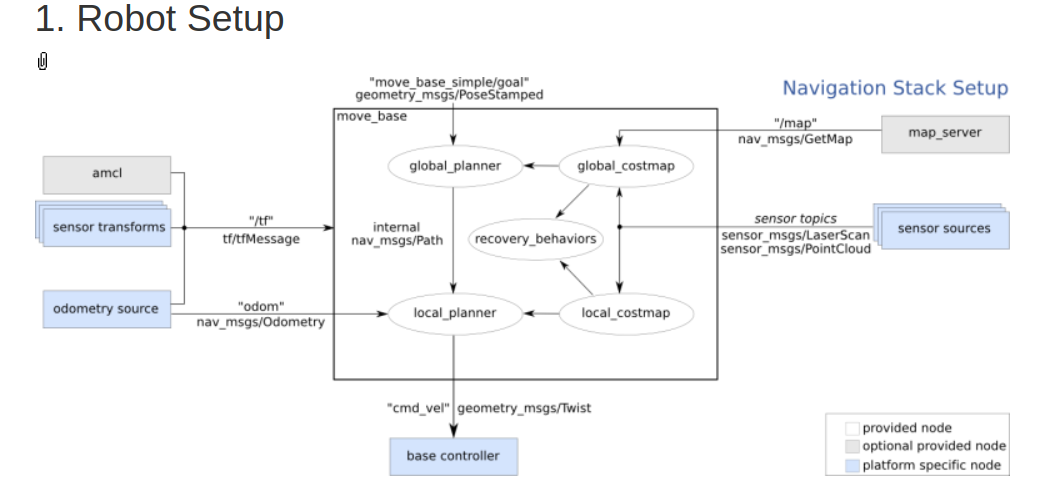 1. Robot Setup
"move_base_simple/goal"
geometry_msgs/PoseStamped
Navigation Stack Setup
move_base
"/map"
nav_msgs/GetMap
map_server
amcl
global_planner
global_costmap
sensor transforms
"/tf"
tf/tfMessage
internal
nav_msgs/Path
recovery_behaviors
sensor topics
sensor_msgs/LaserScan
sensor_msgs/PointCloud
sensor sources
odometry source
"odom"
nav_msgs/Odometry
local_planner
local_costmap
"cmd_vel"
geometry_msgs/Twist
base controller
provided node
optional provided node
platform specific node